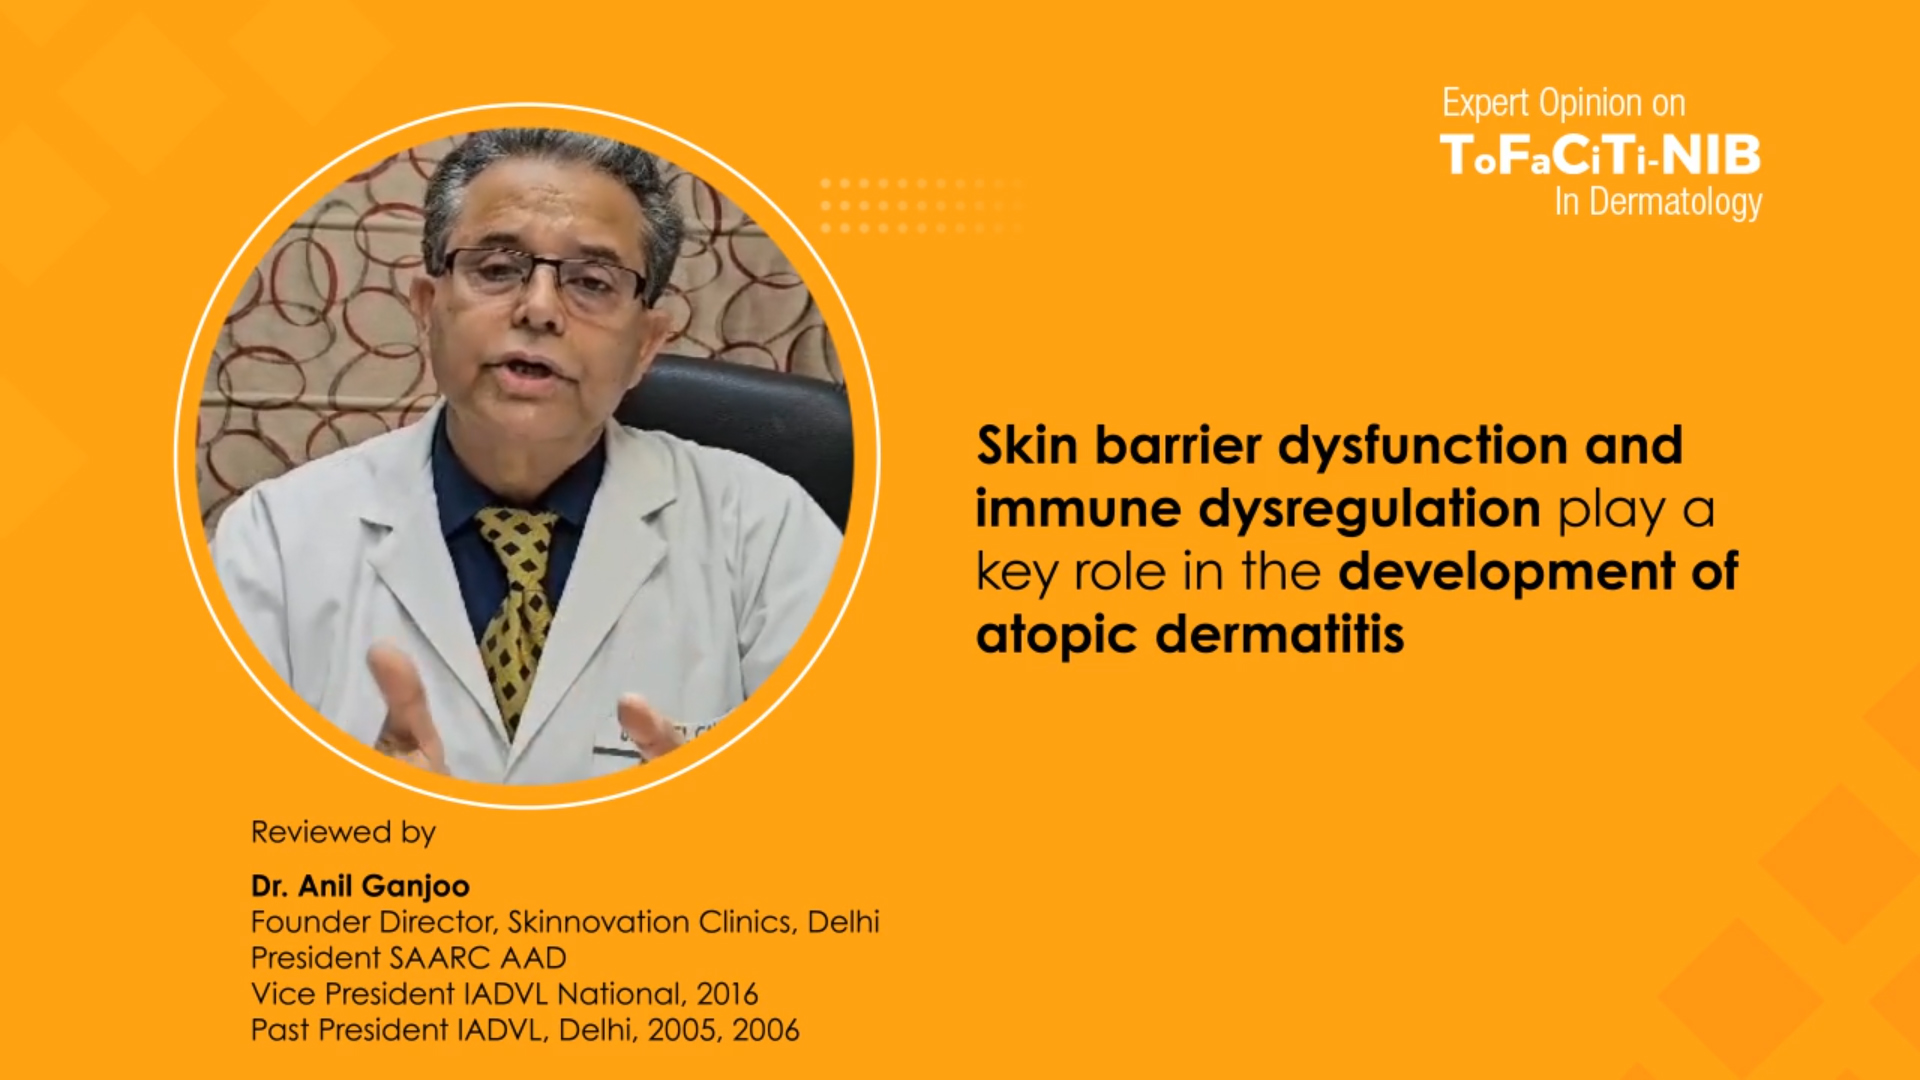 Expert Opinion on
ToFaCiTi-NIB
In Dermatology
Skin barrier dysfunction and
immune dysregulation play a
key role in the development of
atopic dermatitis
Reviewed by
Dr. Anil Ganjoo
Founder Director, Skinnovation Clinics, Delhi
President SAARC AAD
Vice President IADVL National, 2016
Past President IADVL, Delhi, 2005, 2006